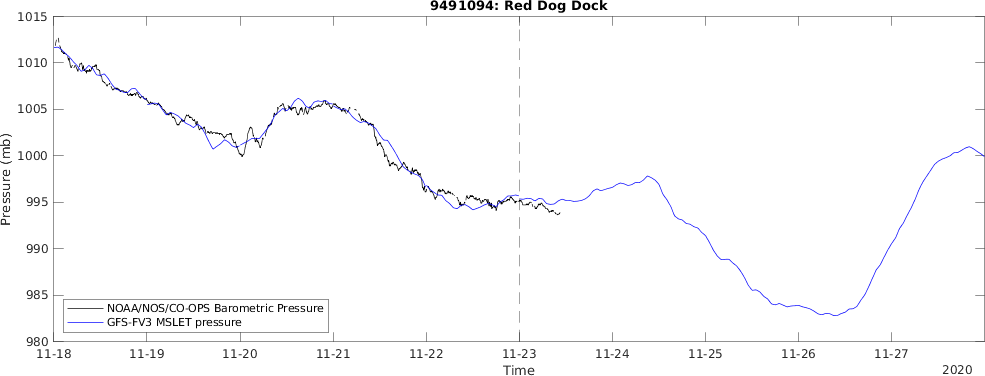 9491094: Red Dog Dock
1015
1010
1005
1000
995
990
985
980
Pressure (mb)
NOAA/NOS/CO-OPS Barometric Pressure
GFS-FV3 MSLET pressure
11-18 11-19 11-20 11-21 11-22 11-23 11-24 11-25 11-26 11-27
Time
2020